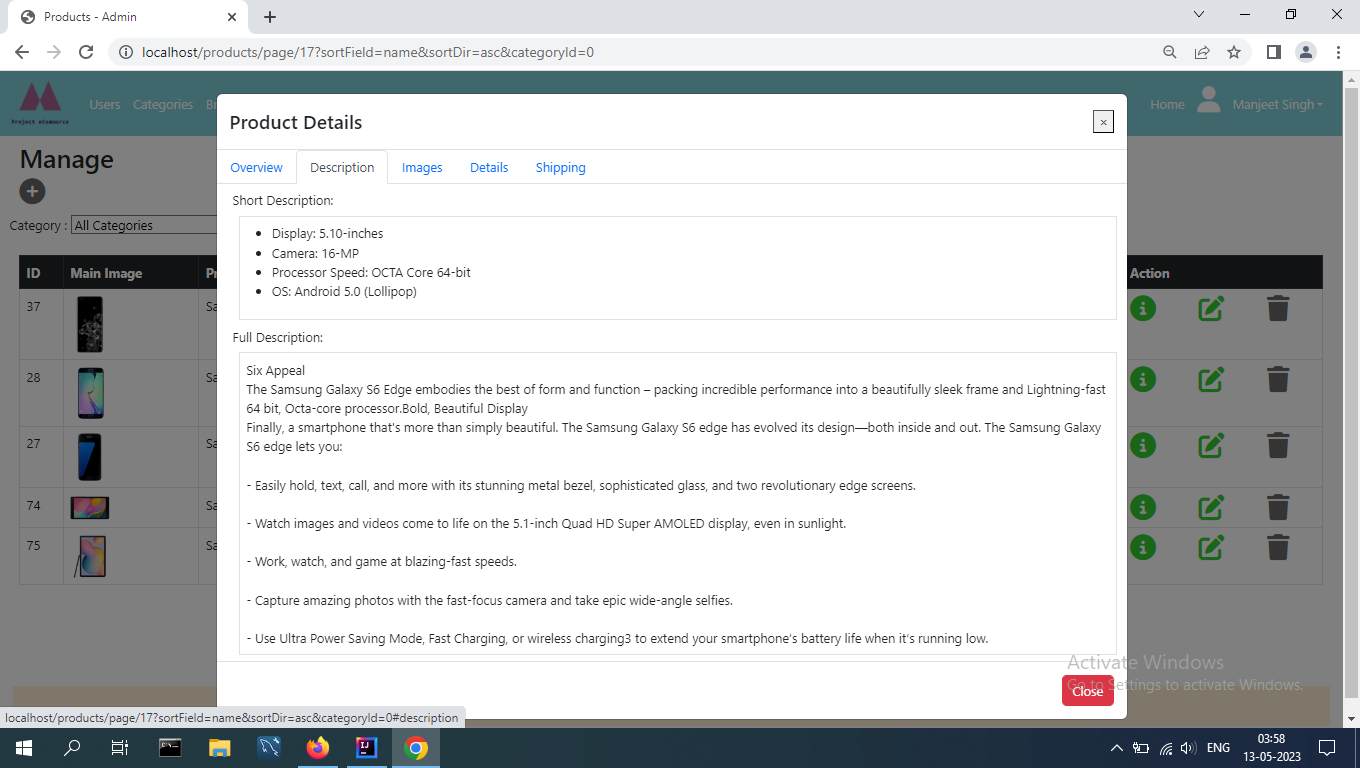 Products - Admin
localhost/products/page/17?sortField=name&sortDir=asc&categoryId=0
Project eCommerce
Users Categories Br
Home Manjeet Singh
Manage
Category : All Categories
ID Main Image Pr Action
37 Sa
28 Sa
27 Sa
74 Sa
75 Sa
Product Details
×
Overview Description Images Details Shipping
Short Description:
• Display: 5.10-inches
• Camera: 16-MP
• Processor Speed: OCTA Core 64-bit
• OS: Android 5.0 (Lollipop)
Full Description:
Six Appeal
The Samsung Galaxy S6 Edge embodies the best of form and function – packing incredible performance into a beautifully sleek frame and Lightning-fast
64 bit, Octa-core processor.Bold, Beautiful Display
Finally, a smartphone that's more than simply beautiful. The Samsung Galaxy S6 edge has evolved its design—both inside and out. The Samsung Galaxy
S6 edge lets you:
- Easily hold, text, call, and more with its stunning metal bezel, sophisticated glass, and two revolutionary edge screens.
- Watch images and videos come to life on the 5.1-inch Quad HD Super AMOLED display, even in sunlight.
- Work, watch, and game at blazing-fast speeds.
- Capture amazing photos with the fast-focus camera and take epic wide-angle selfies.
- Use Ultra Power Saving Mode, Fast Charging, or wireless charging3 to extend your smartphone's battery life when it's running low.
Activate Windows
Go to Settings to activate Windows.
Close
localhost/products/page/17?sortField=name&sortDir=asc&categoryId=0#description
ENG
03:58
13-05-2023